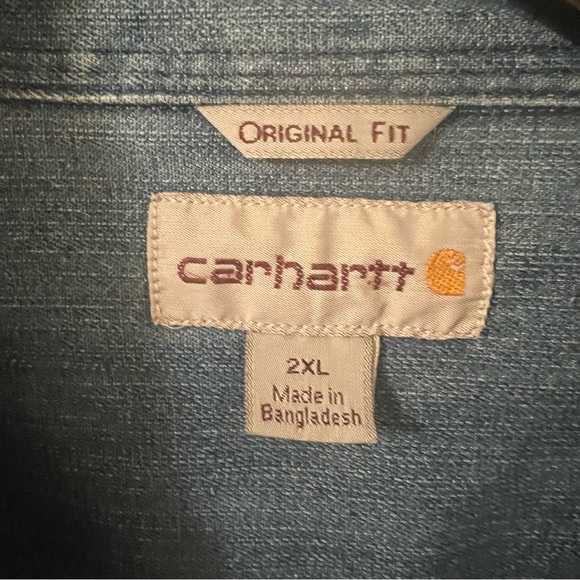 ORIGINAL FIT
carhartt
2XL
Made in
Bangladesh